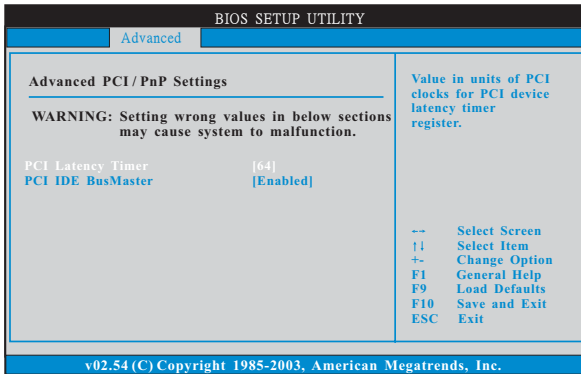 BIOS SETUP UTILITY
Advanced
Advanced PCI / PnP Settings
WARNING: Setting wrong values in below sections
may cause system to malfunction.
PCI Latency Timer [64]
PCI IDE BusMaster [Enabled]
Value in units of PCI
clocks for PCI device
latency timer
register.
←→ Select Screen
↑↓ Select Item
+- Change Option
F1 General Help
F9 Load Defaults
F10 Save and Exit
ESC Exit
v02.54 (C) Copyright 1985-2003, American Megatrends, Inc.